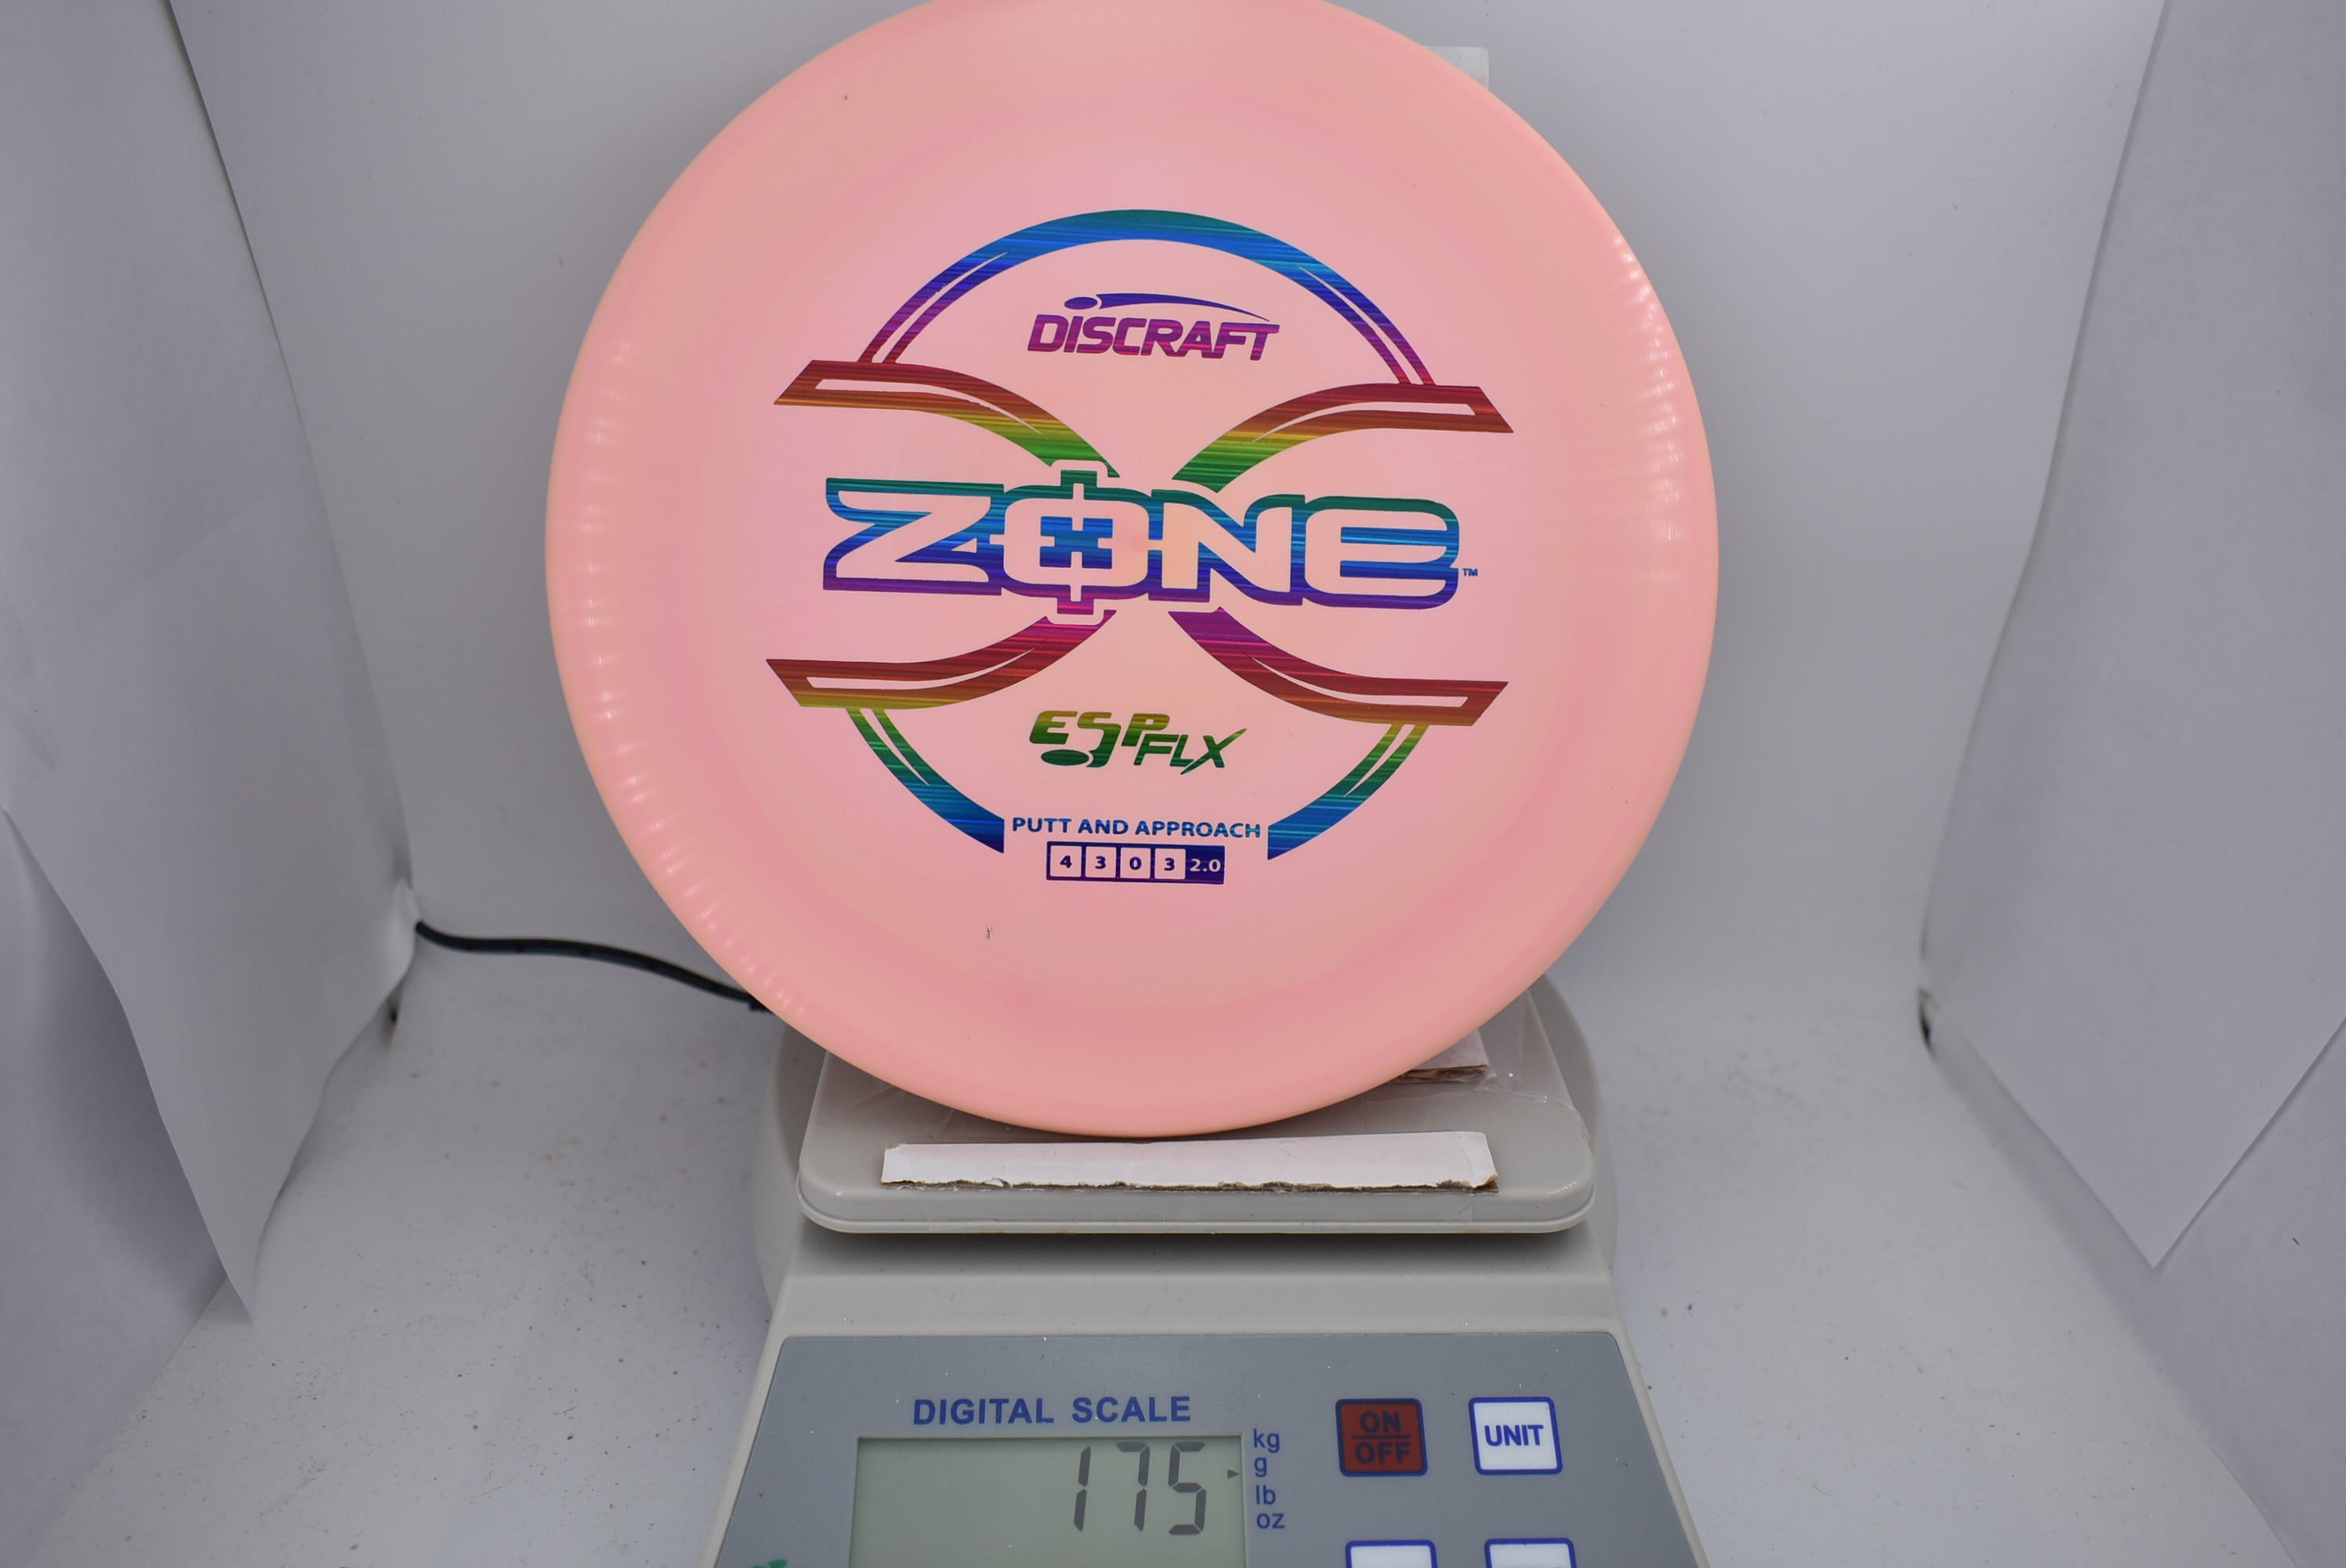 DISCRAFT
ZONE™
ESP FLX
PUTT AND APPROACH
4 3 0 3 2.0
DIGITAL SCALE
175
kg
g
lb
oz
ON
OFF
UNIT